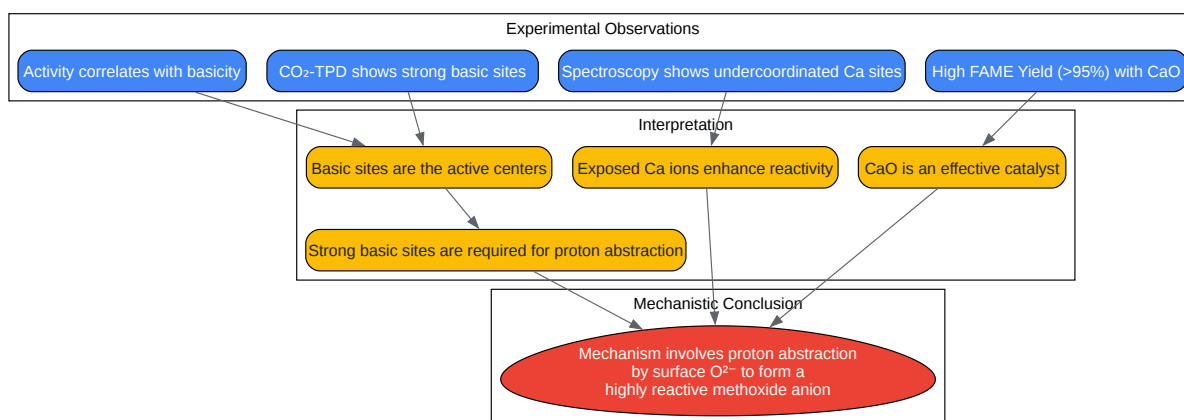 Experimental Observations
Activity correlates with basicity
CO₂-TPD shows strong basic sites
Spectroscopy shows undercoordinated Ca sites
High FAME Yield (>95%) with CaO
Interpretation
Basic sites are the active centers
Exposed Ca ions enhance reactivity
CaO is an effective catalyst
Strong basic sites are required for proton abstraction
Mechanistic Conclusion
Mechanism involves proton abstraction
by surface O²⁻ to form a
highly reactive methoxide anion